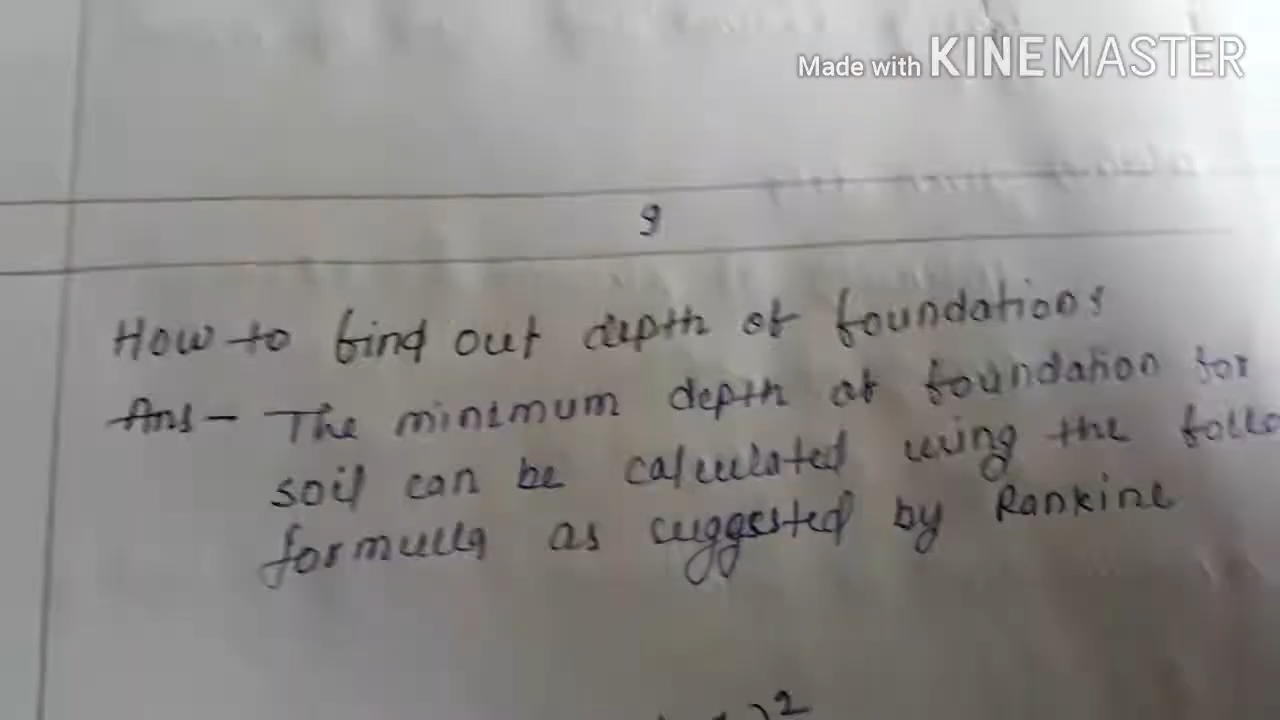 Made with KINEMASTER
9
How to find out depth of foundations
Ans - The minimum depth of foundation for
soil can be calculated using the follo
formula as suggested by Rankine
)2